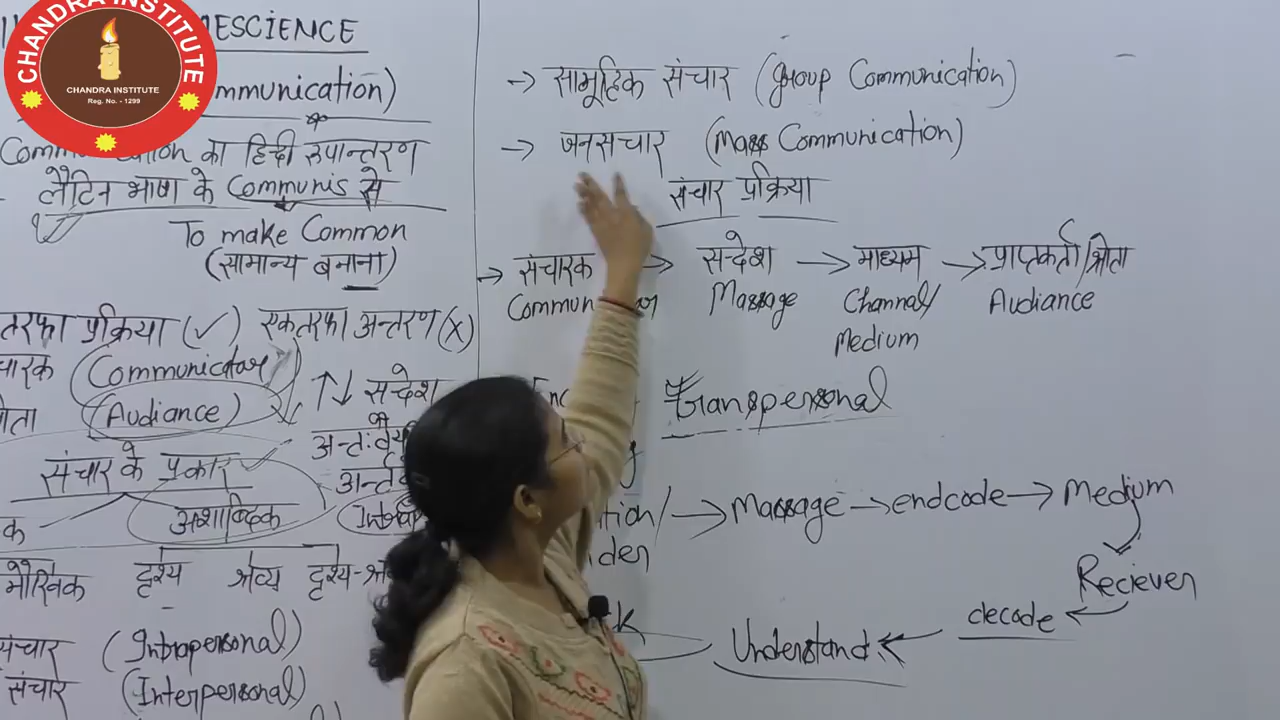 CHANDRA INSTITUTE
CHANDRA INSTITUTE
Reg. No. - 1299
ESCIENCE
mmunication)
का हिंदी रूपान्तरण
लैटिन भाषा के Communis से
To make Common
(सामान्य बनाना)
तरफा प्रक्रिया (✓) एकतरफा अन्तरण (x)
चारक (Communicator)
↑↓ संदेश
(Audiance)
संचार के प्रकार
अशाब्दिक
मौखिक दृश्य श्रव्य दृश्य-
संचार (Intrapersonal)
संचार (Interpersonal)
→ सामूहिक संचार (Group Communication)
→ जनसंचार (Mass Communication)
संचार प्रक्रिया
→ संचारक → संदेश → माध्यम → प्राप्तकर्ता/श्रोता
Massage Channal/ Audiance
Medium
Transpersonal
→ Massage → endcode → Medium
Reciever
decode
Understand